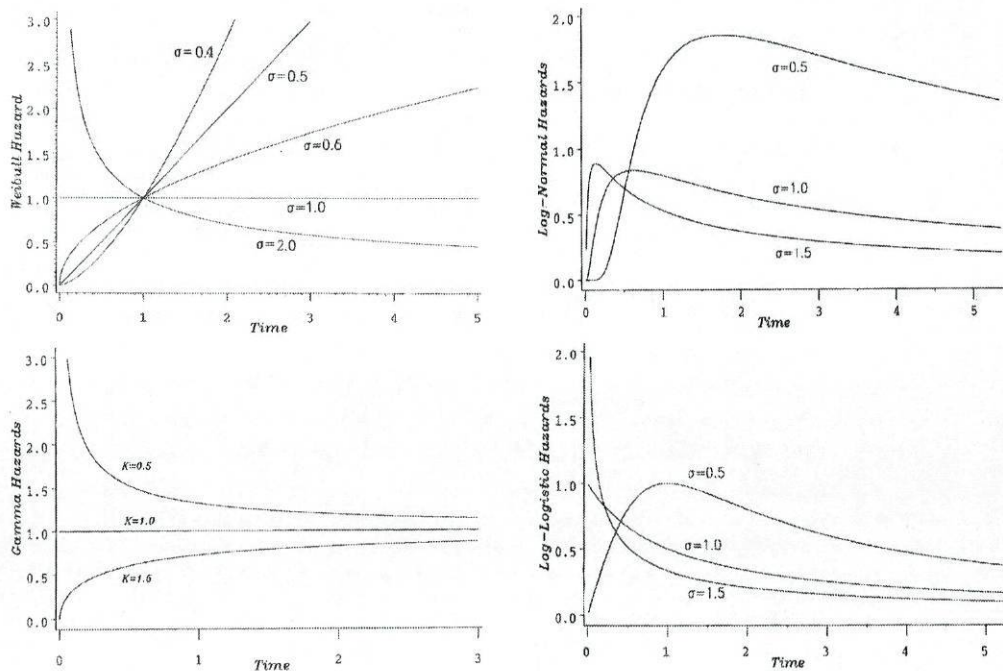 Weibull Hazard
3.0
2.5
2.0
1.5
1.0
0.5
0.0
σ=0.4
σ=0.5
σ=0.6
σ=1.0
σ=2.0
0 1 2 3 4 5
Time
Log-Normal Hazards
2.0
1.5
1.0
0.5
0.0
σ=0.5
σ=1.0
σ=1.5
0 1 2 3 4 5
Time
Gamma Hazards
3.0
2.5
2.0
1.5
1.0
0.5
0.0
K=0.5
K=1.0
K=1.5
0 1 2 3
Time
Log-Logistic Hazards
2.0
1.5
1.0
0.5
0.0
σ=0.5
σ=1.0
σ=1.5
0 1 2 3 4 5
Time